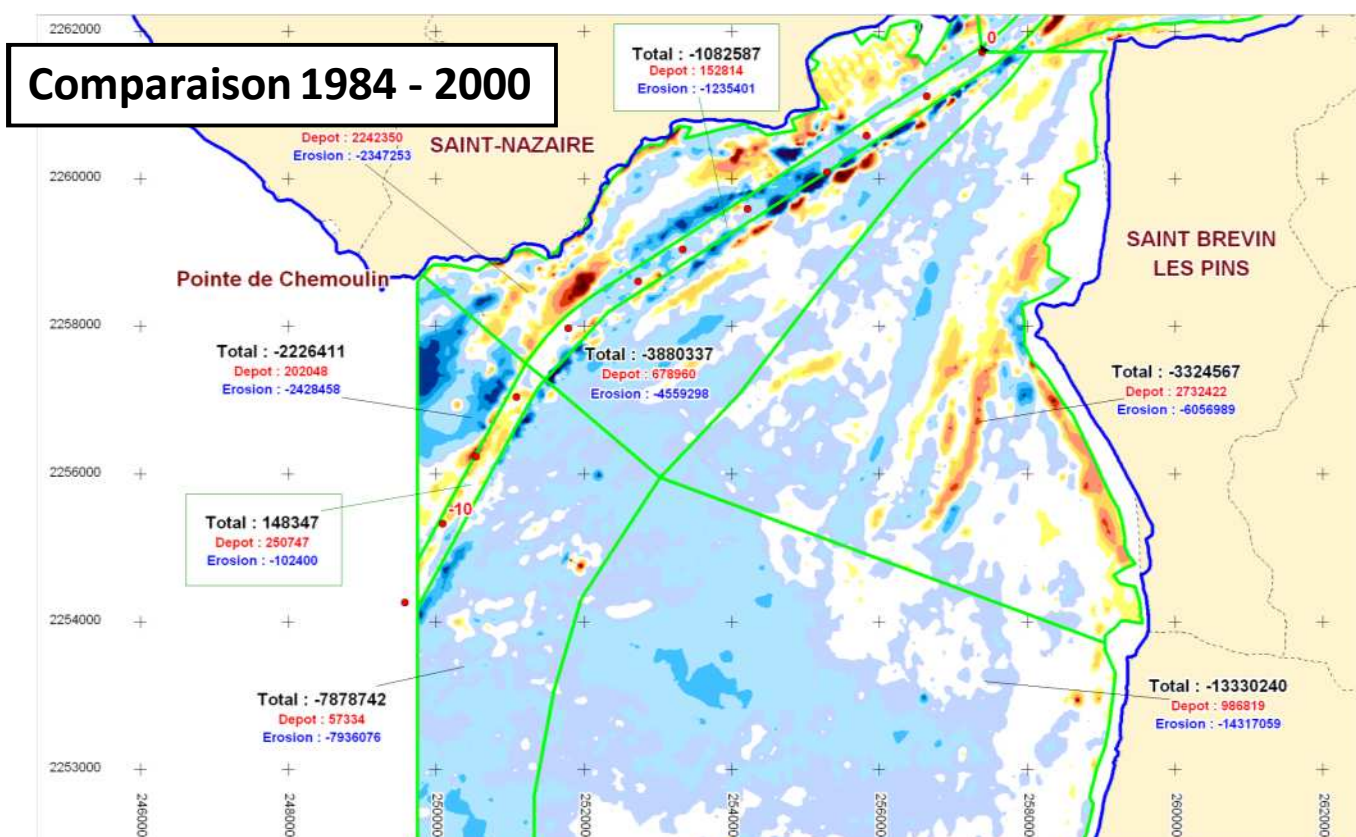 2262000
0
Total : -1082587
Depot : 152814
Erosion : -1235401
Comparaison 1984 - 2000
Depot : 2242350
Erosion : -2347253
SAINT-NAZAIRE
2260000
SAINT BREVIN
LES PINS
Pointe de Chemoulin
2258000
Total : -2226411
Depot : 202048
Erosion : -2428458
Total : -3880337
Depot : 678960
Erosion : -4559298
Total : -3324567
Depot : 2732422
Erosion : -6056989
2256000
Total : 148347
Depot : 250747
Erosion : -102400
-10
2254000
Total : -7878742
Depot : 57334
Erosion : -7936076
Total : -13330240
Depot : 986819
Erosion : -14317059
2253000
246000
248000
250000
252000
254000
256000
258000
260000
262000